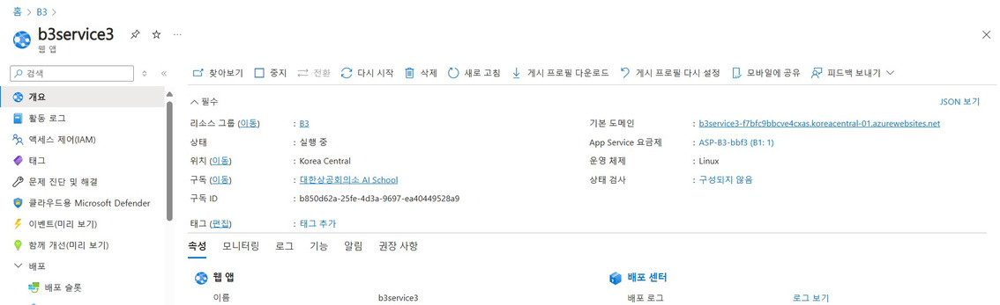 홈 > B3 >
b3service3
웹 앱
검색
찾아보기 중지 전환 다시 시작 삭제 새로 고침 게시 프로필 다운로드 게시 프로필 다시 설정 모바일에 공유 피드백 보내기
개요
활동 로그
액세스 제어(IAM)
태그
문제 진단 및 해결
클라우드용 Microsoft Defender
이벤트(미리 보기)
함께 개선(미리 보기)
배포
배포 슬롯
필수
JSON 보기
리소스 그룹 (이동) : B3
상태 : 실행 중
위치 (이동) : Korea Central
구독 (이동) : 대한상공회의소 AI School
구독 ID : b850d62a-25fe-4d3a-9697-ea40449528a9
태그 (편집) : 태그 추가
기본 도메인 : b3service3-f7bfc9bbcve4cxas.koreacentral-01.azurewebsites.net
App Service 요금제 : ASP-B3-bbf3 (B1: 1)
운영 체제 : Linux
상태 검사 : 구성되지 않음
속성 모니터링 로그 기능 알림 권장 사항
웹 앱
이름 b3service3
배포 센터
배포 로그 로그 보기